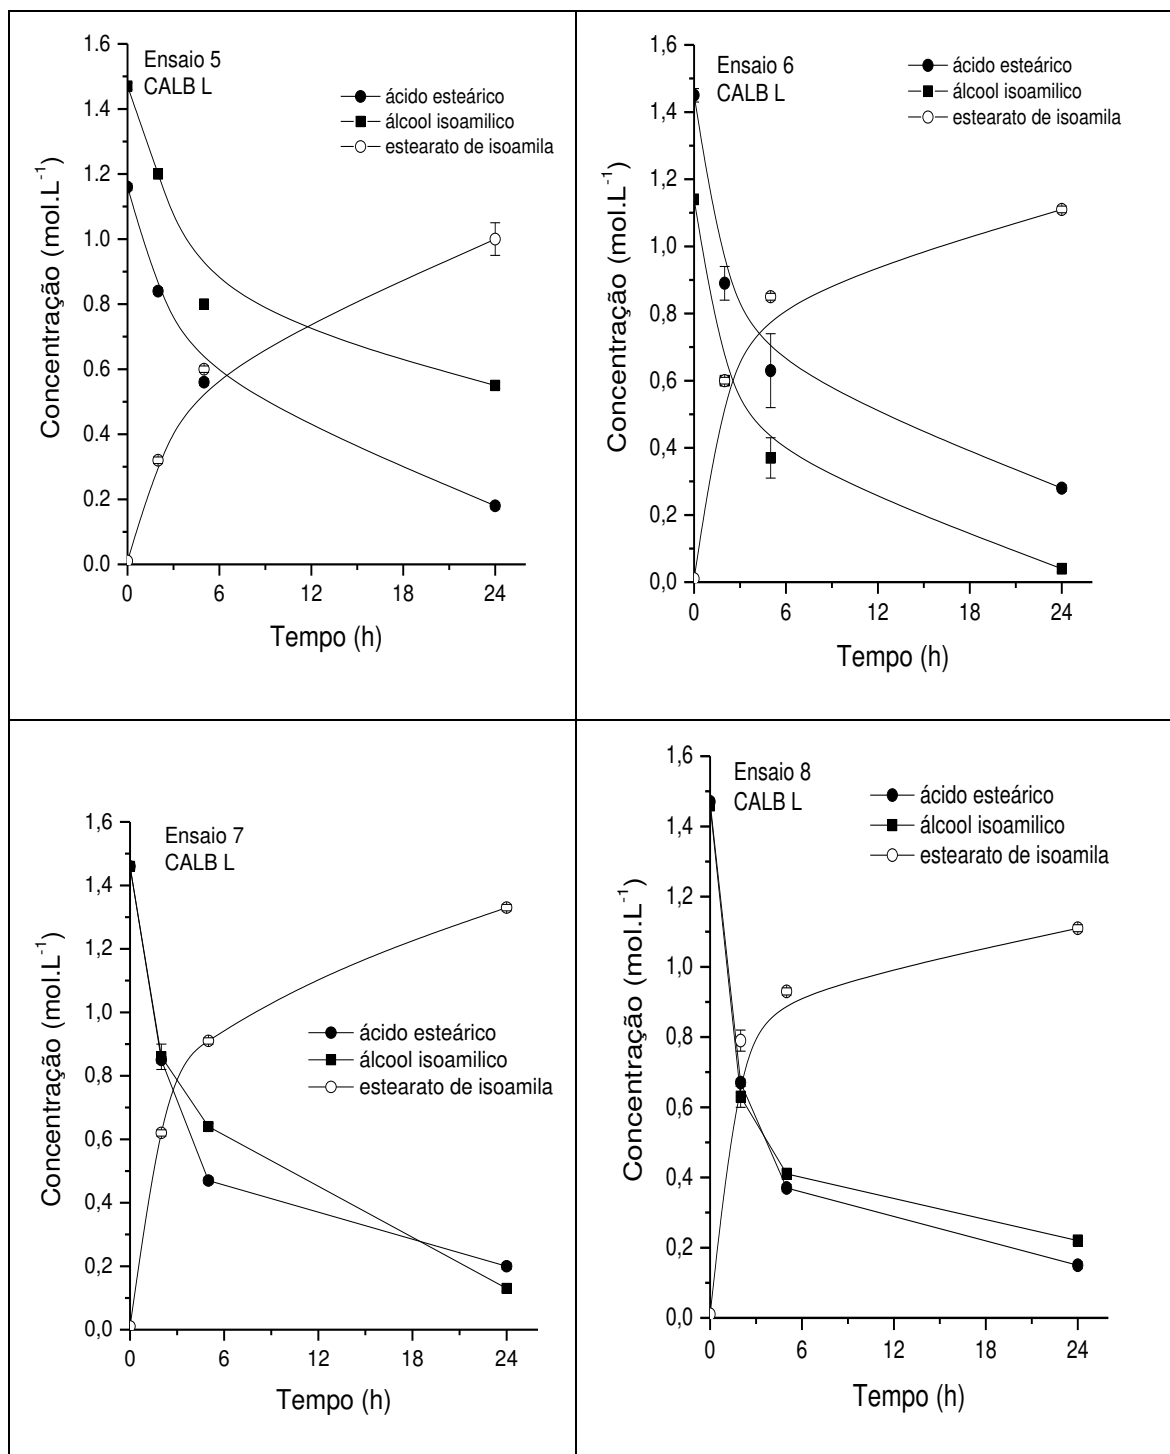 Ensaio 5
CALB L
ácido esteárico
álcool isoamilico
estearato de isoamila
Concentração (mol.L⁻¹)
1.6
1.4
1.2
1.0
0.8
0.6
0.4
0.2
0.0
0 6 12 18 24
Tempo (h)
Ensaio 6
CALB L
ácido esteárico
álcool isoamilico
estearato de isoamila
Concentração (mol.L⁻¹)
1,6
1,4
1,2
1,0
0,8
0,6
0,4
0,2
0,0
0 6 12 18 24
Tempo (h)
Ensaio 7
CALB L
ácido esteárico
álcool isoamilico
estearato de isoamila
Concentração (mol.L⁻¹)
1,6
1,4
1,2
1,0
0,8
0,6
0,4
0,2
0,0
0 6 12 18 24
Tempo (h)
Ensaio 8
CALB L
ácido esteárico
álcool isoamilico
estearato de isoamila
Concentração (mol.L⁻¹)
1,6
1,4
1,2
1,0
0,8
0,6
0,4
0,2
0,0
0 6 12 18 24
Tempo (h)